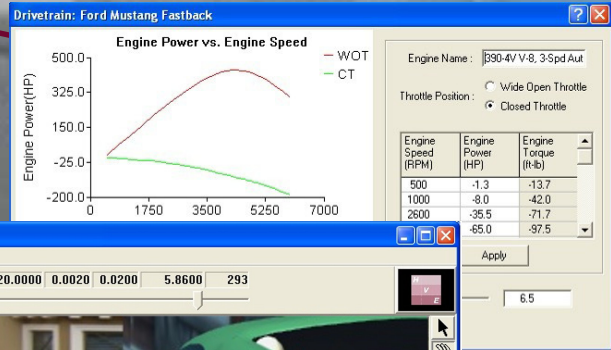 Drivetrain: Ford Mustang Fastback
Engine Power vs. Engine Speed
WOT
CT
Engine Power(HP)
500.0
325.0
150.0
-25.0
-200.0
0 1750 3500 5250 7000
Engine Name : 390-4V V-8, 3-Spd Aut
Throttle Position : Wide Open Throttle
Closed Throttle
Engine Speed (RPM) Engine Power (HP) Engine Torque (ft-lb)
500 -1.3 -13.7
1000 -8.0 -42.0
2600 -35.5 -71.7
-65.0 -97.5
Apply
6.5
20.0000 0.0020 0.0200 5.8600 293
H
V
E